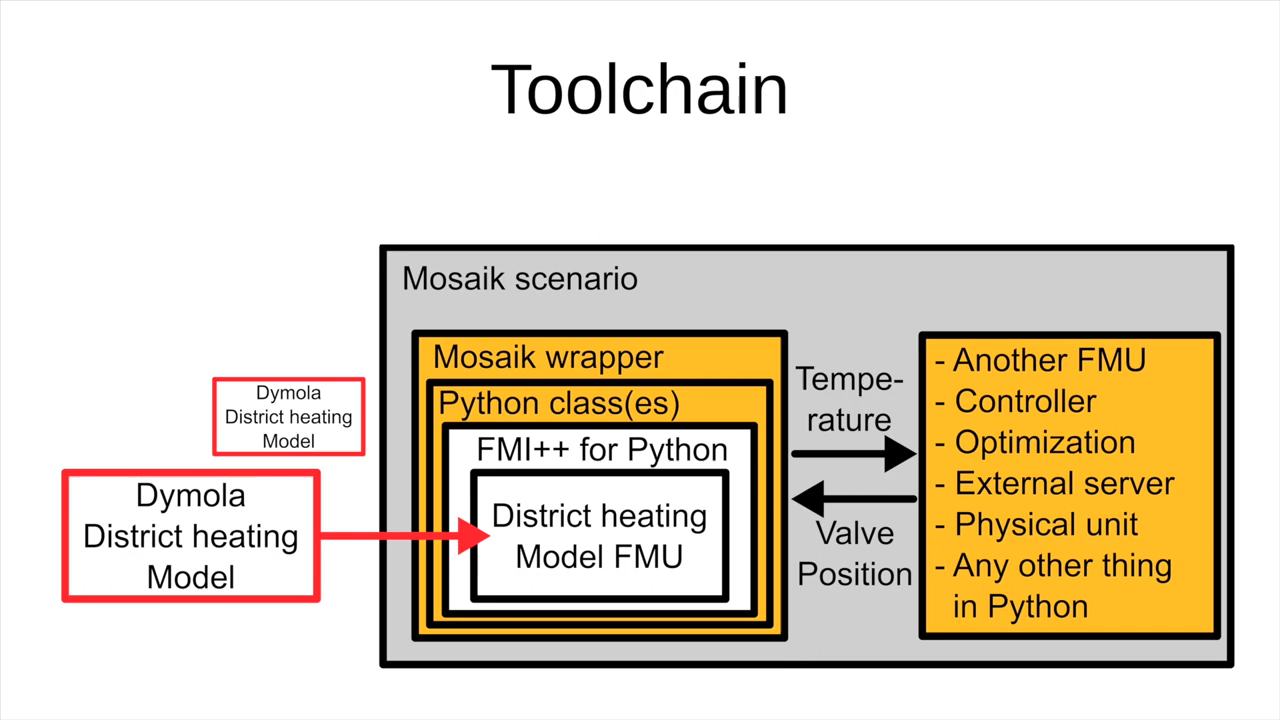 Toolchain
Mosaik scenario
Mosaik wrapper
Python class(es)
FMI++ for Python
District heating
Model FMU
Dymola
District heating
Model
Dymola
District heating
Model
Tempe-
rature
Valve
Position
- Another FMU
- Controller
- Optimization
- External server
- Physical unit
- Any other thing
in Python